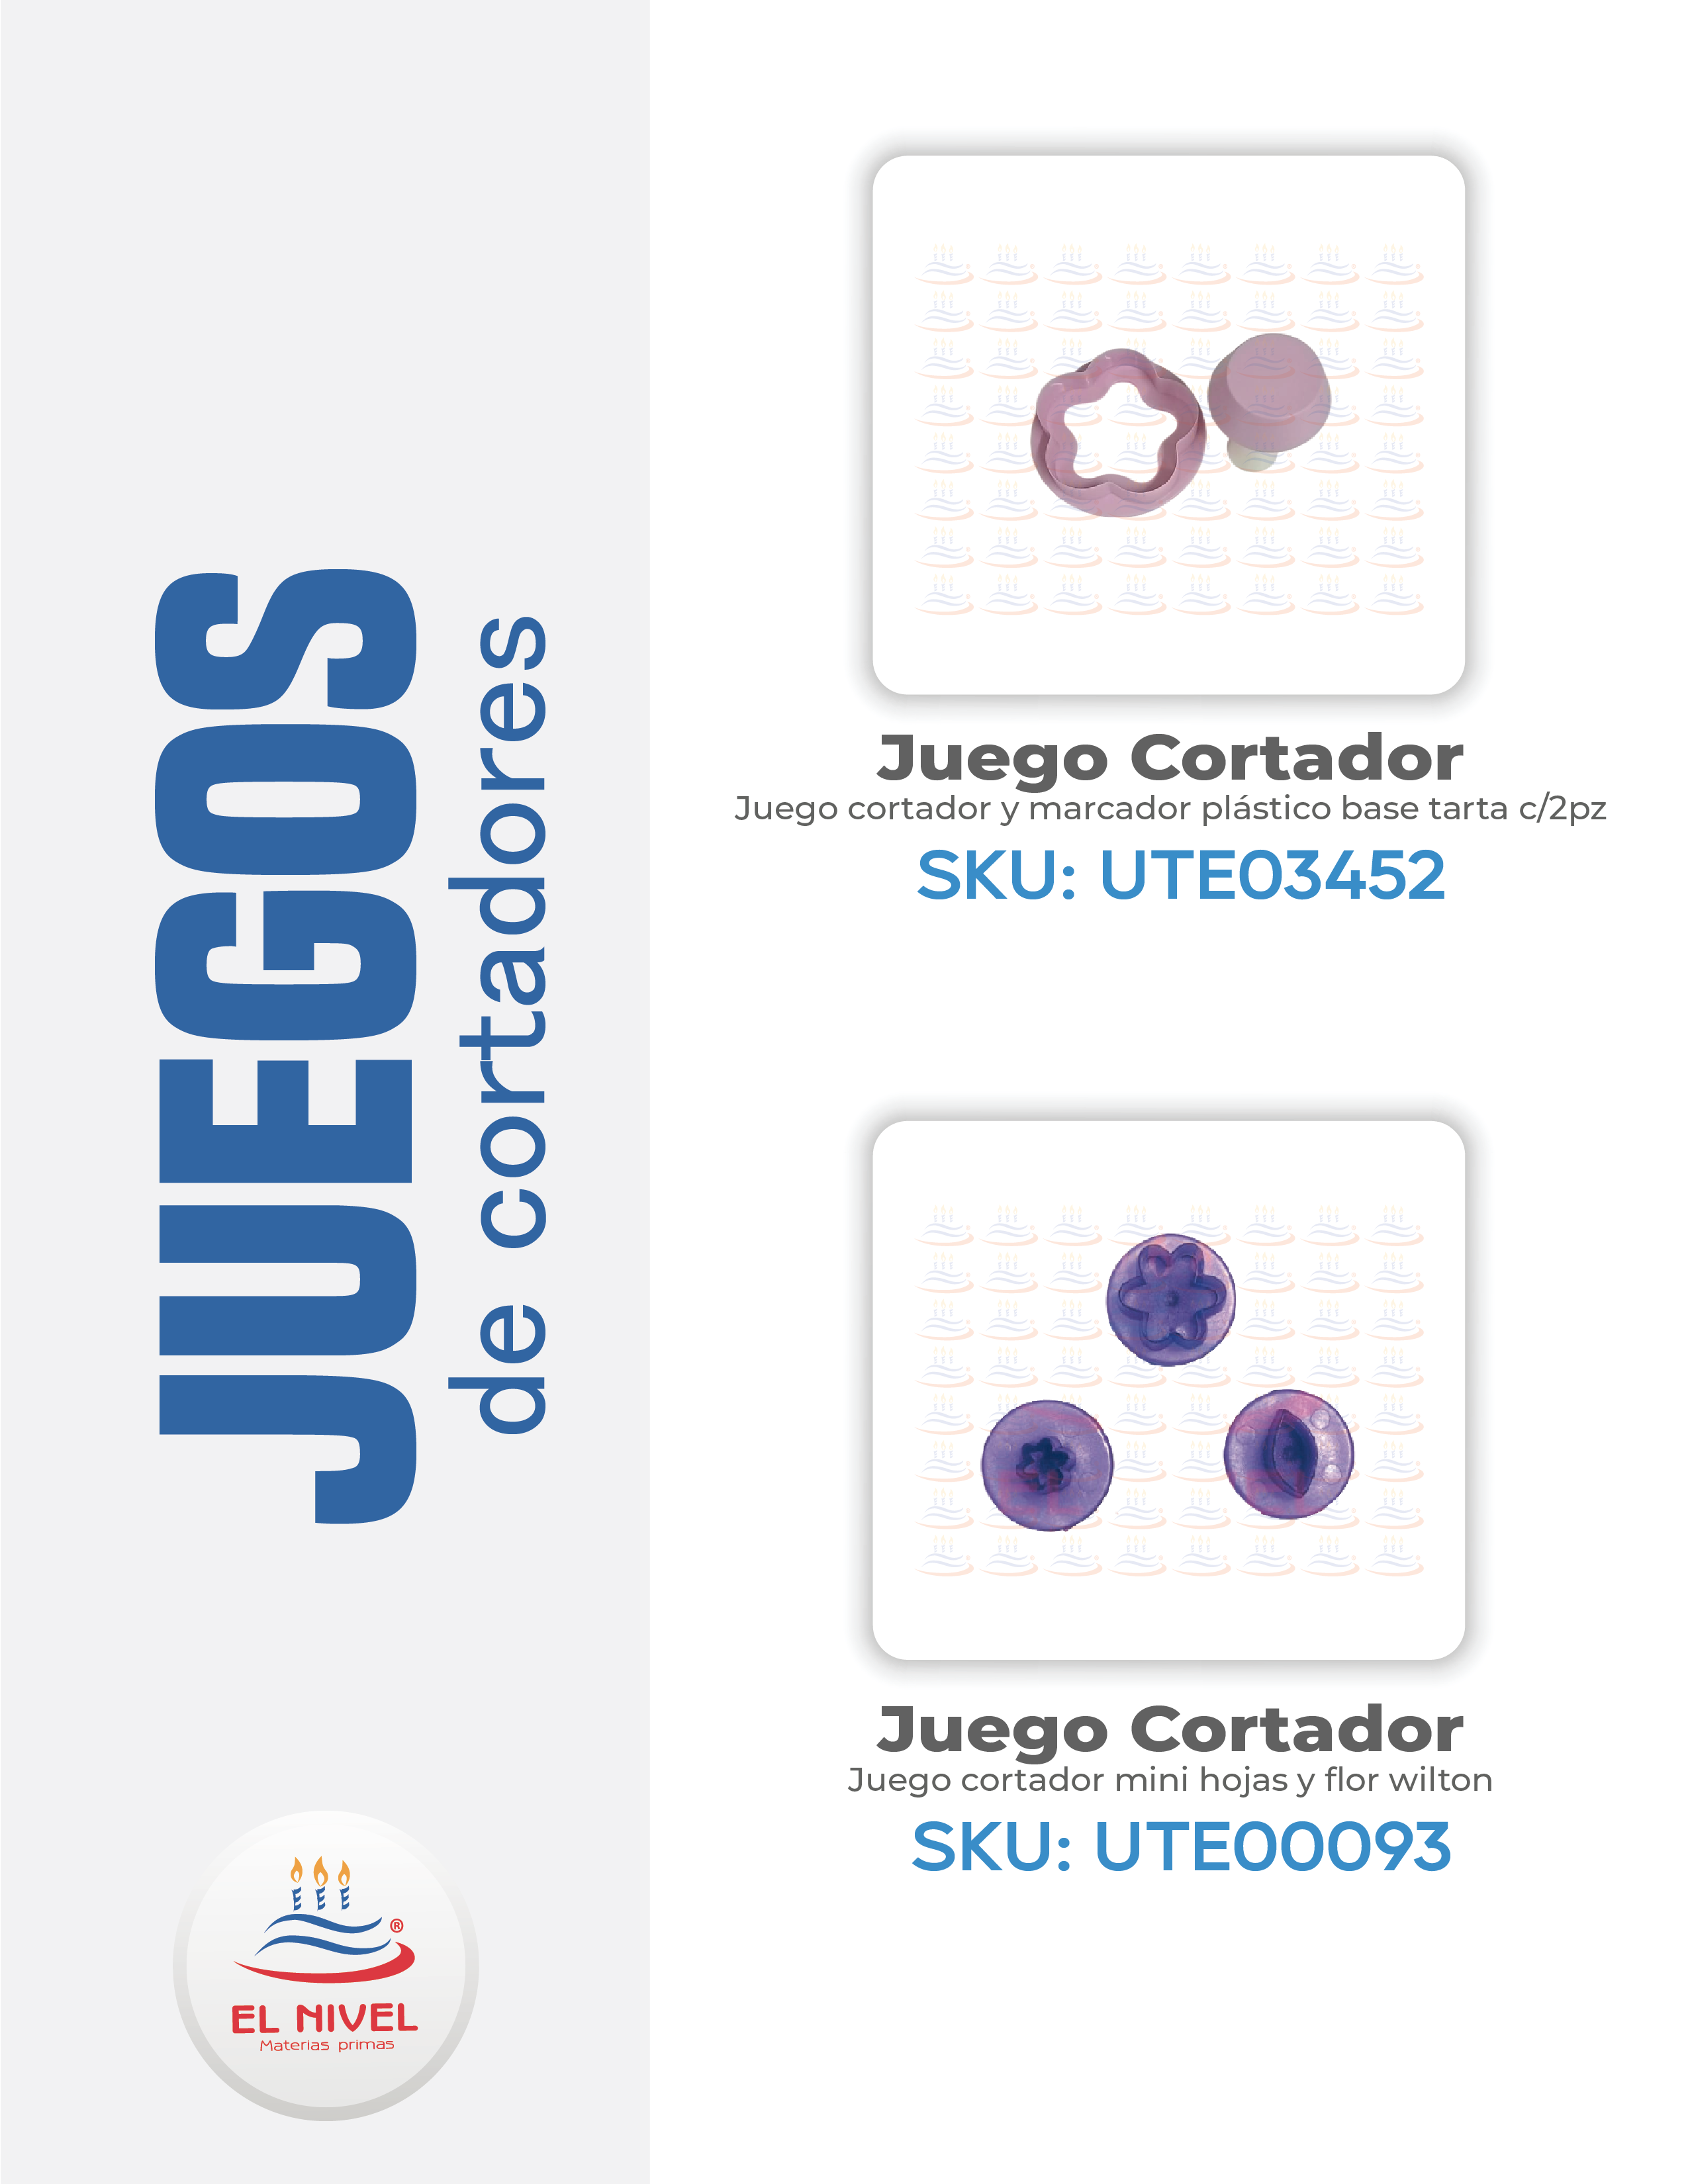 JUEGOS
de cortadores
Juego Cortador
Juego cortador y marcador plástico base tarta c/2pz
SKU: UTE03452
Juego Cortador
Juego cortador mini hojas y flor wilton
SKU: UTE00093
®
EL NIVEL
Materias primas